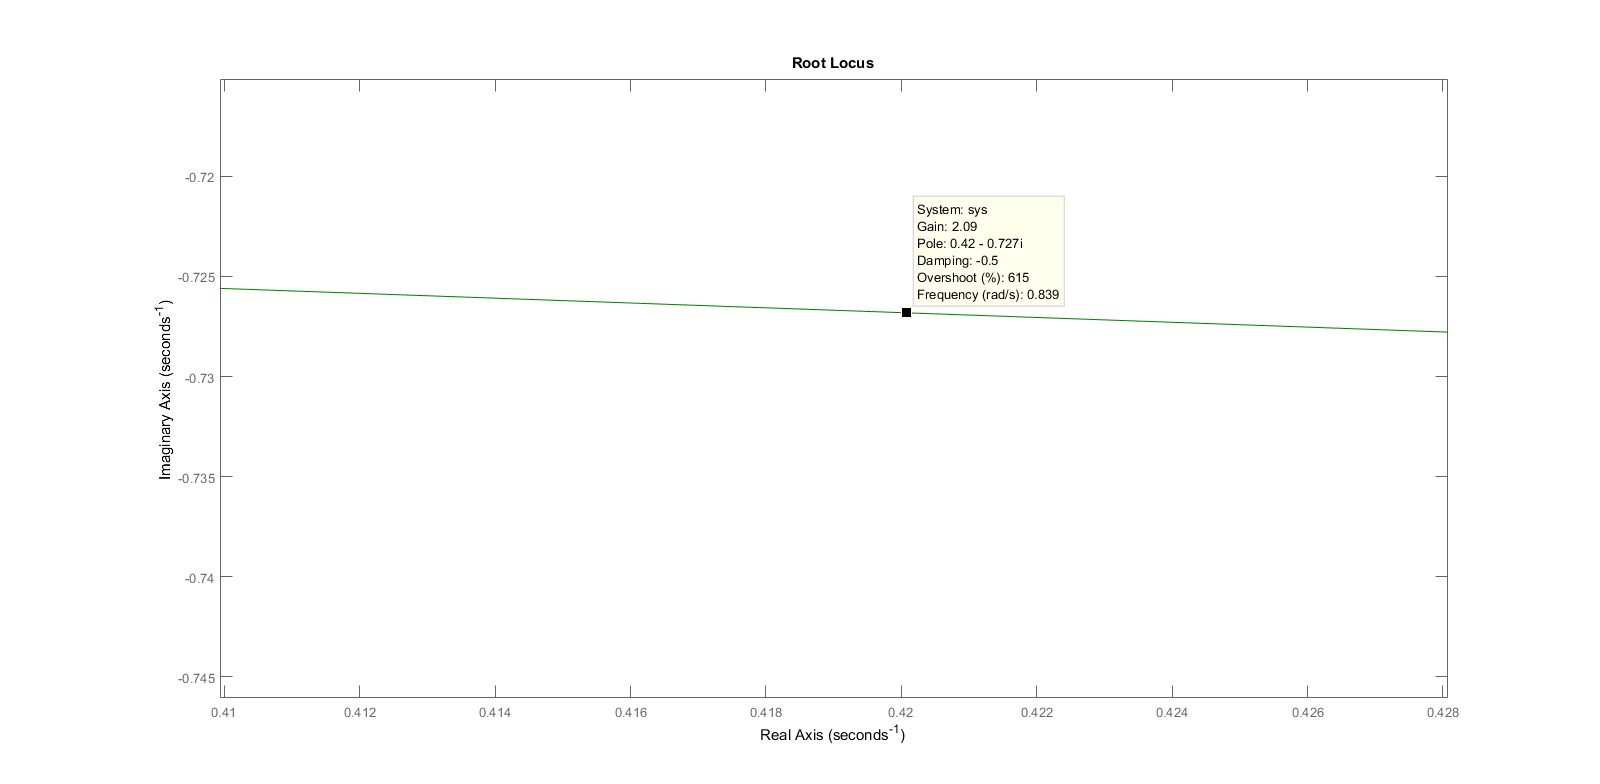 Root Locus
-0.72
-0.725
-0.73
-0.735
-0.74
-0.745
Imaginary Axis (seconds⁻¹)
System: sys
Gain: 2.09
Pole: 0.42 - 0.727i
Damping: -0.5
Overshoot (%): 615
Frequency (rad/s): 0.839
0.41 0.412 0.414 0.416 0.418 0.42 0.422 0.424 0.426 0.428
Real Axis (seconds⁻¹)